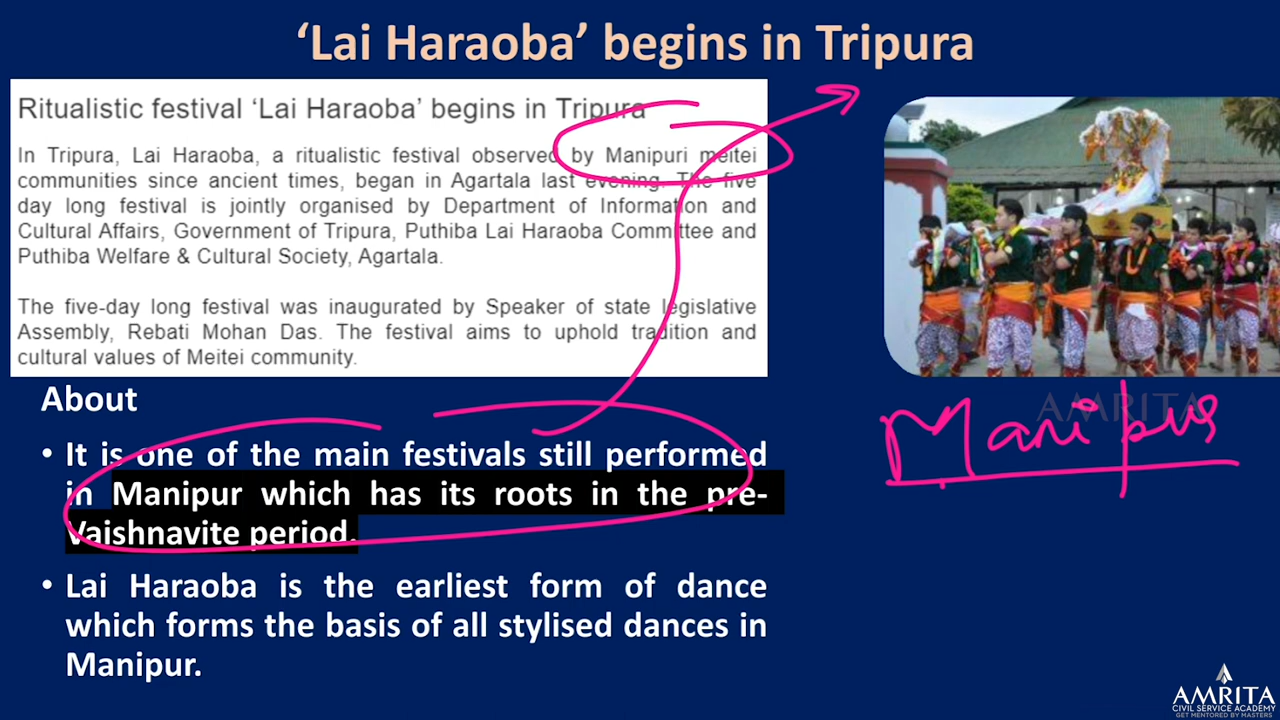 ‘Lai Haraoba’ begins in Tripura
Ritualistic festival ‘Lai Haraoba’ begins in Tripura
In Tripura, Lai Haraoba, a ritualistic festival observed by Manipuri meitei
communities since ancient times, began in Agartala last evening. The five
day long festival is jointly organised by Department of Information and
Cultural Affairs, Government of Tripura, Puthiba Lai Haraoba Committee and
Puthiba Welfare & Cultural Society, Agartala.
The five-day long festival was inaugurated by Speaker of state legislative
Assembly, Rebati Mohan Das. The festival aims to uphold tradition and
cultural values of Meitei community.
About
• It is one of the main festivals still performed
in Manipur which has its roots in the pre-
Vaishnavite period.
• Lai Haraoba is the earliest form of dance
which forms the basis of all stylised dances in
Manipur.
AMRITA
Manipur
AMRITA
CIVIL SERVICE ACADEMY
GET MENTORED BY MASTERS